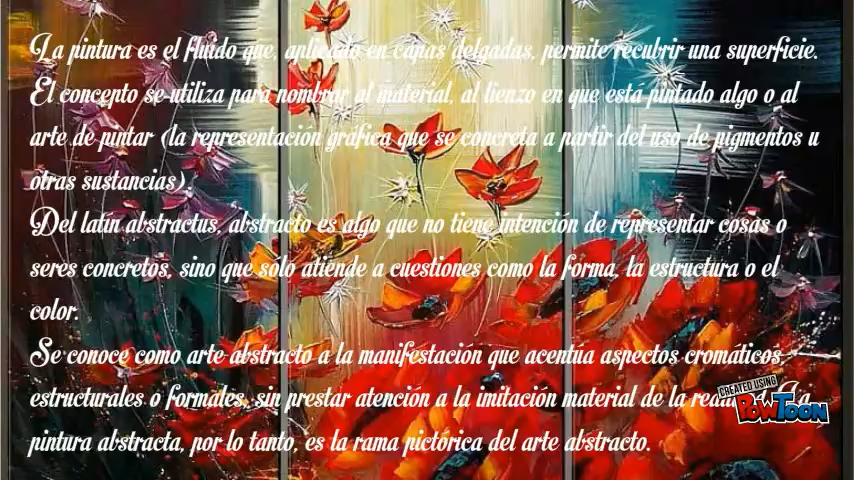 La pintura es el fluido que, aplicado en capas delgadas, permite recubrir una superficie.
El concepto se utiliza para nombrar al material, al lienzo en que está pintado algo o al
arte de pintar (la representación gráfica que se concreta a partir del uso de pigmentos u
otras sustancias).
Del latín abstractus, abstracto es algo que no tiene intención de representar cosas o
seres concretos, sino que sólo atiende a cuestiones como la forma, la estructura o el
color.
Se conoce como arte abstracto a la manifestación que acentúa aspectos cromáticos,
estructurales o formales, sin prestar atención a la imitación material de la
pintura abstracta, por lo tanto, es la rama pictórica del arte abstracto.
CREATED USING
POWTOON